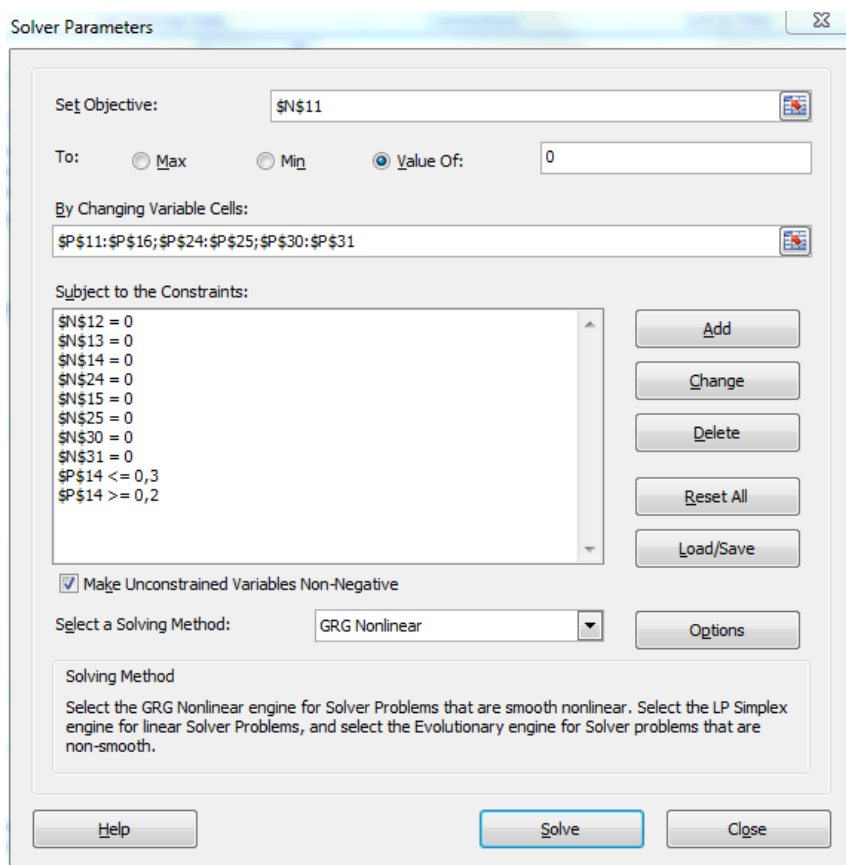 Solver Parameters
Set Objective:
$N$11
To:
Max
Min
Value Of:
0
By Changing Variable Cells:
$P$11:$P$16;$P$24:$P$25;$P$30:$P$31
Subject to the Constraints:
$N$12 = 0
$N$13 = 0
$N$14 = 0
$N$24 = 0
$N$15 = 0
$N$25 = 0
$N$30 = 0
$N$31 = 0
$P$14 <= 0,3
$P$14 >= 0,2
Add
Change
Delete
Reset All
Load/Save
Make Unconstrained Variables Non-Negative
Select a Solving Method:
GRG Nonlinear
Options
Solving Method
Select the GRG Nonlinear engine for Solver Problems that are smooth nonlinear. Select the LP Simplex
engine for linear Solver Problems, and select the Evolutionary engine for Solver problems that are
non-smooth.
Help
Solve
Close